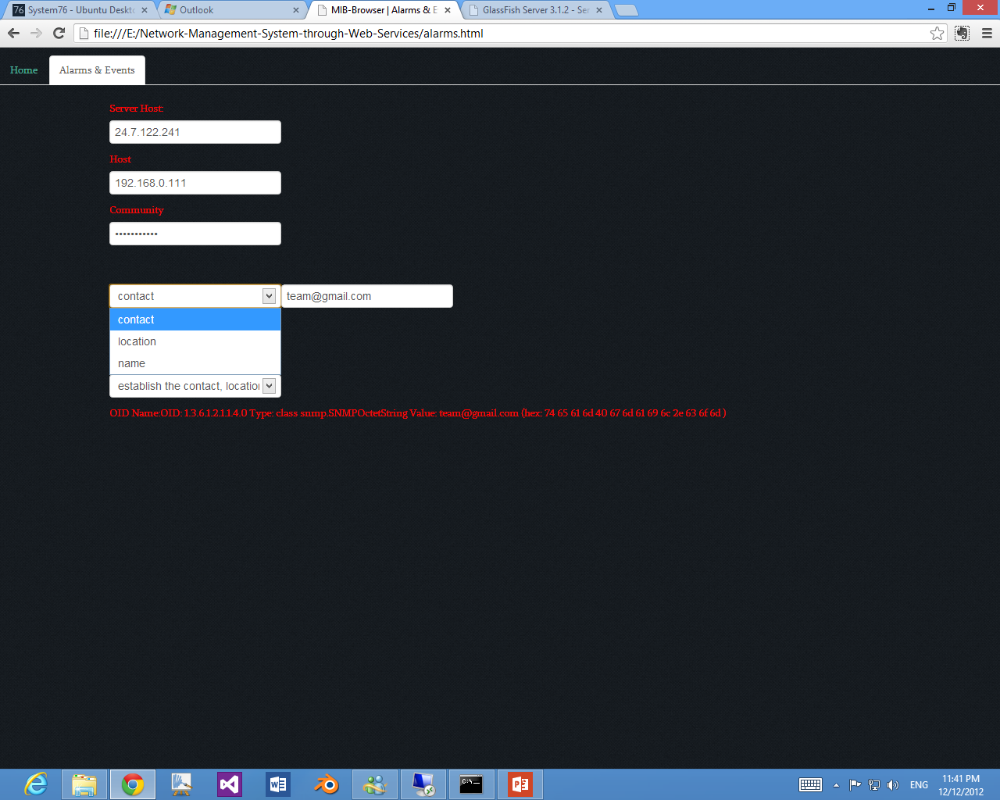 76 System76 - Ubuntu Deskto
Outlook
MIB-Browser | Alarms & E
GlassFish Server 3.1.2 - Ser
file:///E:/Network-Management-System-through-Web-Services/alarms.html
Home
Alarms & Events
Server Host:
24.7.122.241
Host
192.168.0.111
Community
•••••••••••
contact
team@gmail.com
contact
location
name
establish the contact, location
OID Name:OID: 1.3.6.1.2.1.1.4.0 Type: class snmp.SNMPOctetString Value: team@gmail.com (hex: 74 65 61 6d 40 67 6d 61 69 6c 2e 63 6f 6d )
C:\_
ENG
11:41 PM
12/12/2012